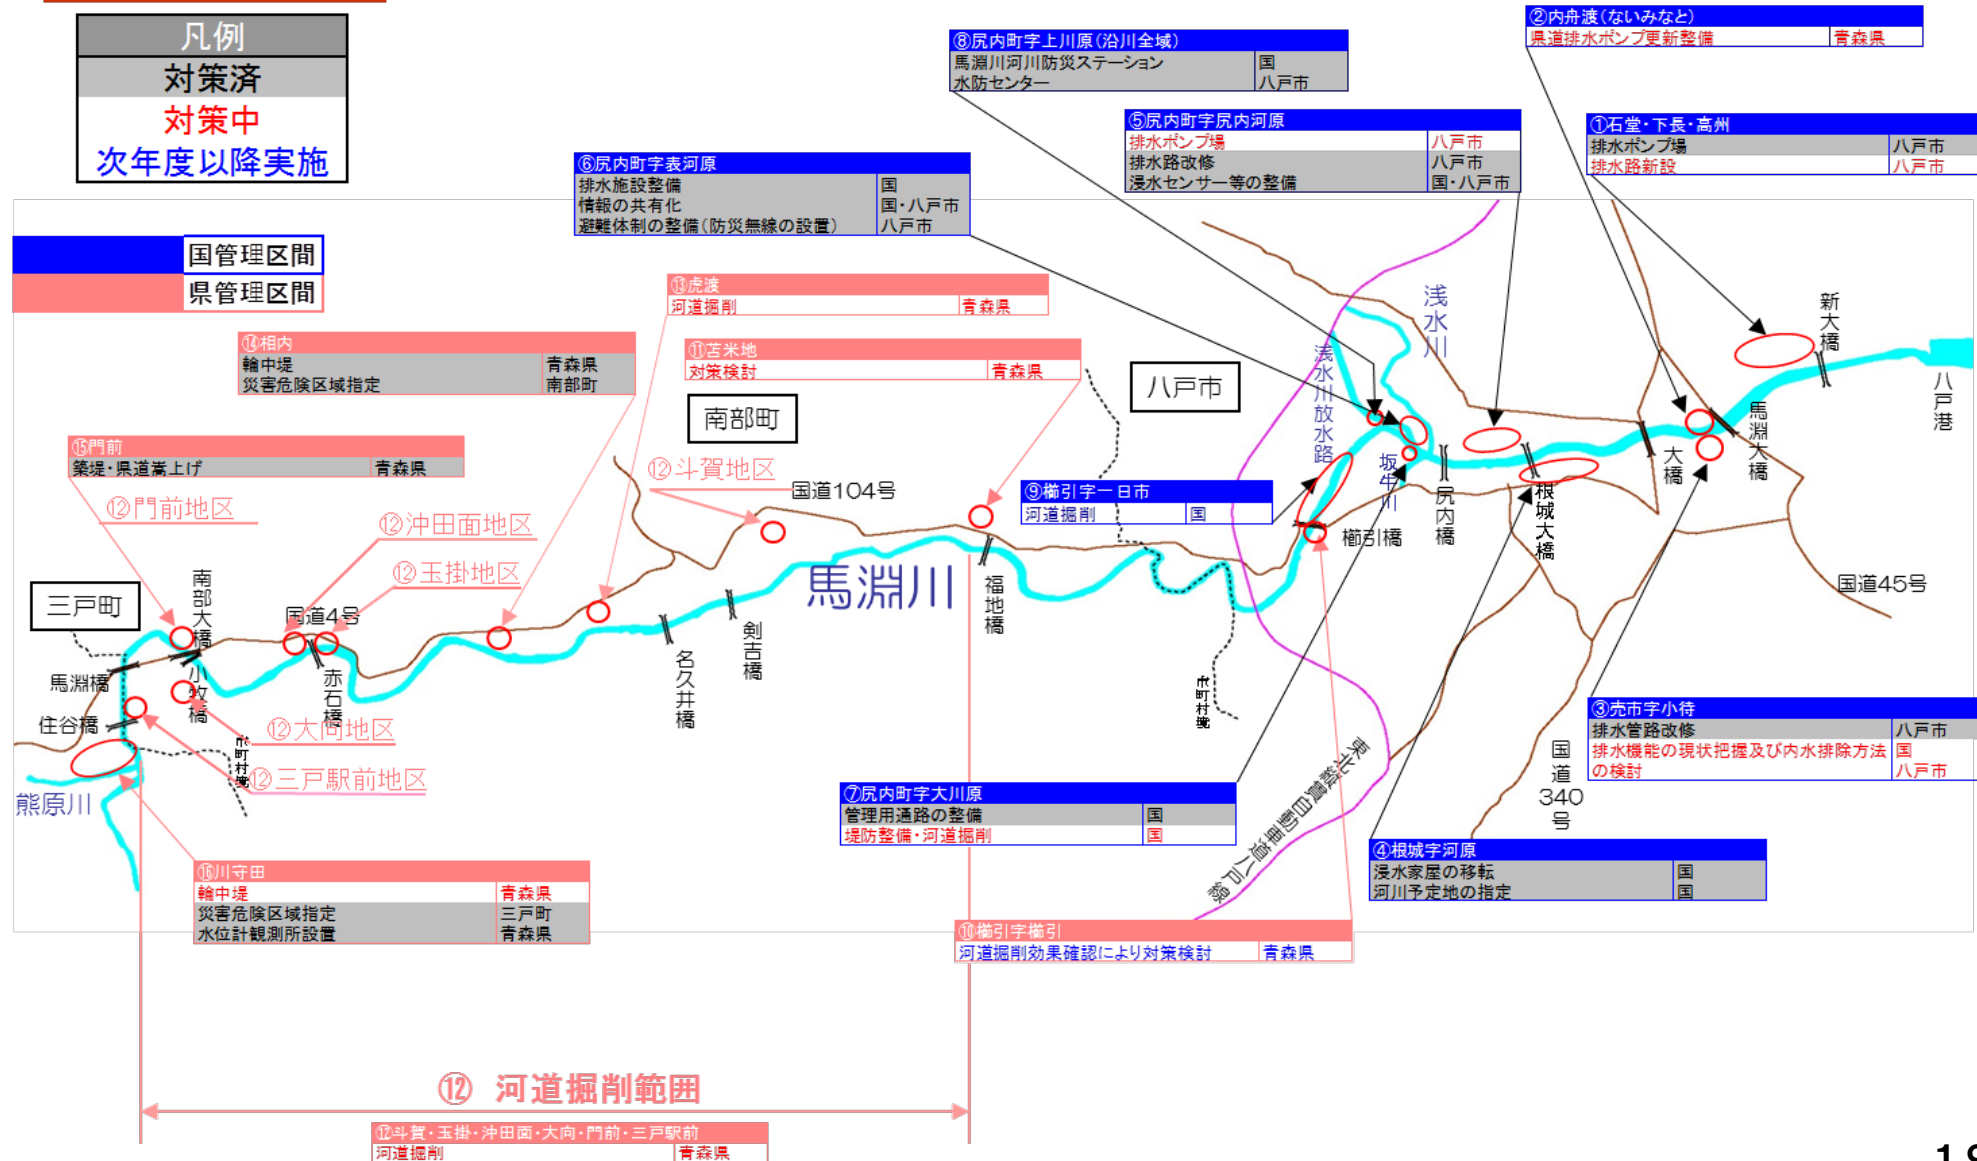 凡例
対策済
対策中
次年度以降実施
国管理区間
県管理区間
⑧尻内町字上川原(沿川全域)
馬淵川河川防災ステーション 国
水防センター 八戸市
②内舟渡(ないみなと)
県道排水ポンプ更新整備 青森県
⑤尻内町字尻内河原
排水ポンプ場 八戸市
排水路改修 八戸市
浸水センサー等の整備 国・八戸市
①石堂・下長・高州
排水ポンプ場 八戸市
排水路新設 八戸市
⑥尻内町字表河原
排水施設整備 国
情報の共有化 国・八戸市
避難体制の整備(防災無線の設置) 八戸市
⑬虎渡
河道掘削 青森県
⑭相内
輪中堤 青森県
災害危険区域指定 南部町
⑪苫米地
対策検討 青森県
⑮門前
築堤・県道嵩上げ 青森県
南部町
八戸市
三戸町
浅水川
浅水川放水路
新大橋
八戸港
馬淵大橋
大橋
根城大橋
尻内橋
坂牛川
櫛引橋
⑫斗賀地区
国道104号
⑫門前地区
⑫沖田面地区
⑫玉掛地区
⑨櫛引字一日市
河道掘削 国
馬淵川
福地橋
剣吉橋
名久井橋
国道4号
赤石橋
南部大橋
小牧橋
馬淵橋
住谷橋
⑫大向地区
⑫三戸駅前地区
市町村境
市町村境
熊原川
国道45号
国道340号
東北縦貫自動車道八戸線
③売市字小待
排水管路改修 八戸市
排水機能の現状把握及び内水排除方法 国
の検討 八戸市
⑦尻内町字大川原
管理用通路の整備 国
堤防整備・河道掘削 国
④根城字河原
浸水家屋の移転 国
河川予定地の指定 国
⑯川守田
輪中堤 青森県
災害危険区域指定 三戸町
水位計観測所設置 青森県
⑩櫛引字櫛引
河道掘削効果確認により対策検討 青森県
⑫ 河道掘削範囲
⑫斗賀・玉掛・沖田面・大向・門前・三戸駅前
河道掘削 青森県